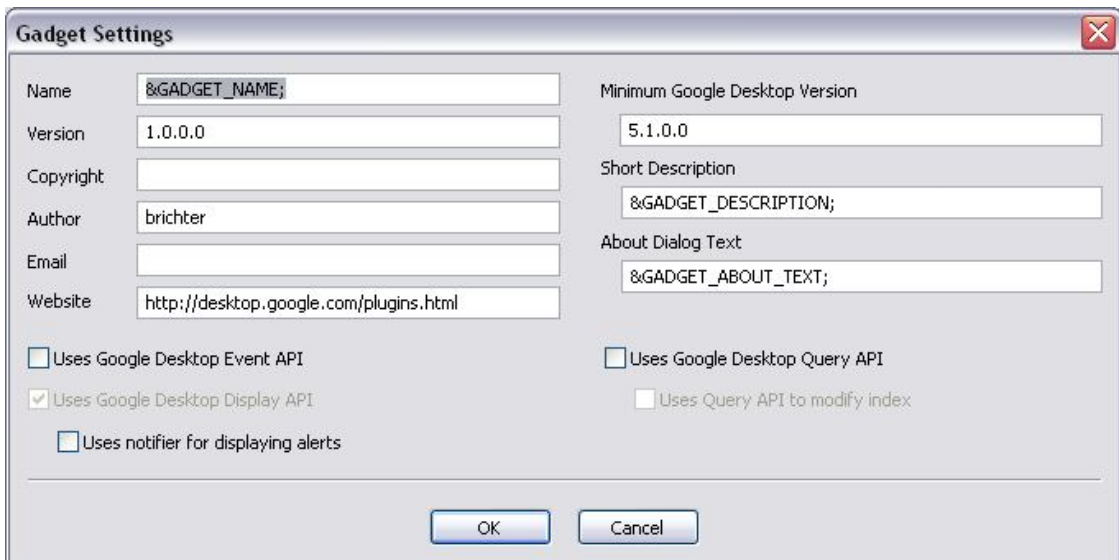 Gadget Settings
Name
&GADGET_NAME;
Version
1.0.0.0
Copyright
Author
brichter
Email
Website
http://desktop.google.com/plugins.html
Minimum Google Desktop Version
5.1.0.0
Short Description
&GADGET_DESCRIPTION;
About Dialog Text
&GADGET_ABOUT_TEXT;
Uses Google Desktop Event API
Uses Google Desktop Display API
Uses notifier for displaying alerts
Uses Google Desktop Query API
Uses Query API to modify index
OK
Cancel